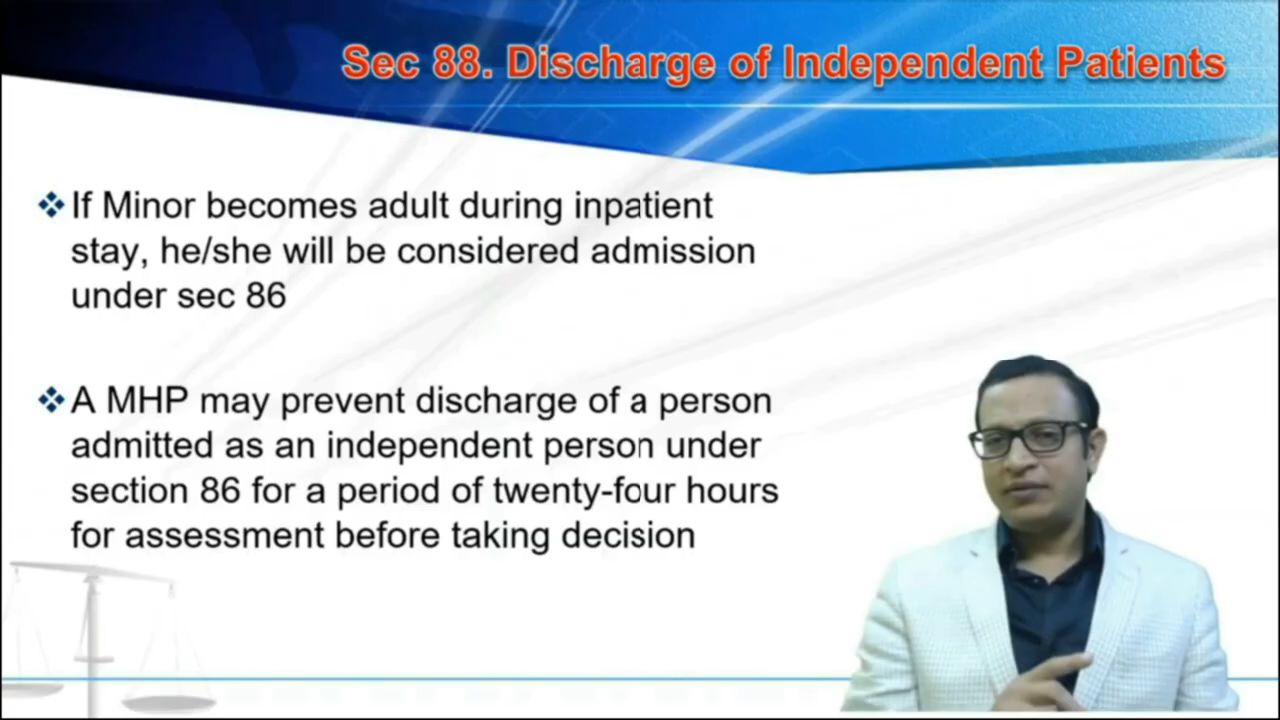 Sec 88. Discharge of Independent Patients
If Minor becomes adult during inpatient
stay, he/she will be considered admission
under sec 86
A MHP may prevent discharge of a person
admitted as an independent person under
section 86 for a period of twenty-four hours
for assessment before taking decision